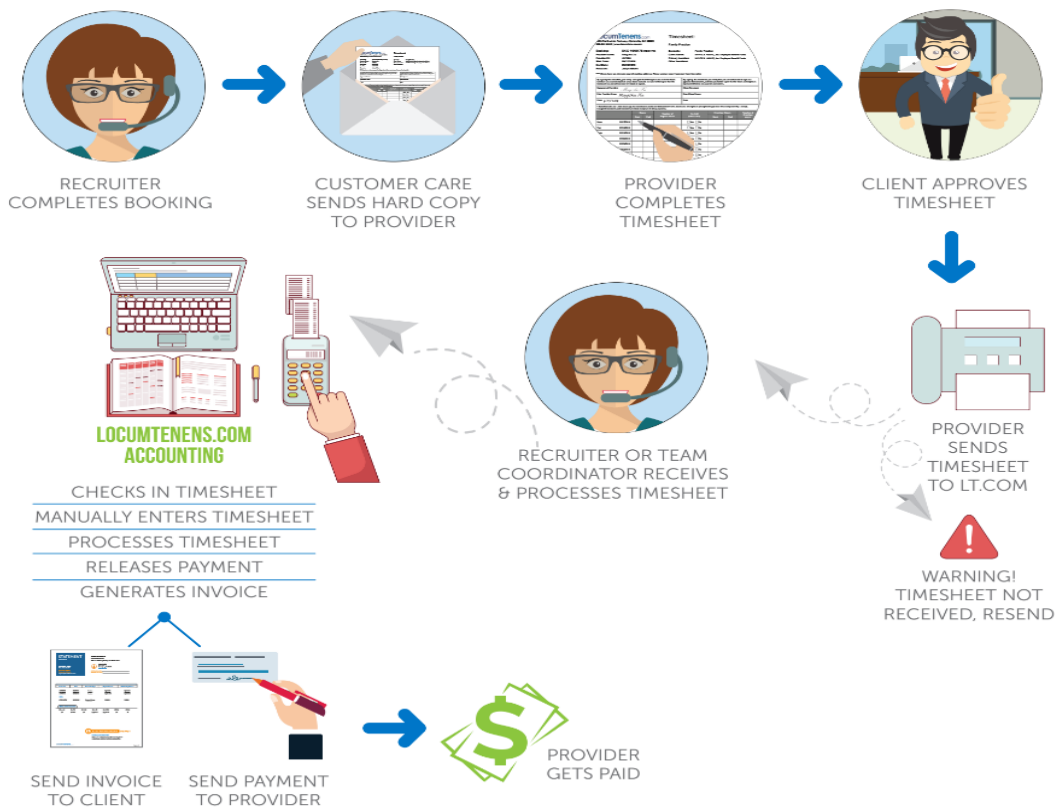 RECRUITER
COMPLETES BOOKING
CUSTOMER CARE
SENDS HARD COPY
TO PROVIDER
Timesheet
PROVIDER
COMPLETES
TIMESHEET
CLIENT APPROVES
TIMESHEET
PROVIDER
SENDS
TIMESHEET
TO LT.COM
WARNING!
TIMESHEET NOT
RECEIVED, RESEND
RECRUITER OR TEAM
COORDINATOR RECEIVES
& PROCESSES TIMESHEET
LOCUMTENENS.COM
ACCOUNTING
CHECKS IN TIMESHEET
MANUALLY ENTERS TIMESHEET
PROCESSES TIMESHEET
RELEASES PAYMENT
GENERATES INVOICE
SEND INVOICE
TO CLIENT
SEND PAYMENT
TO PROVIDER
$
PROVIDER
GETS PAID